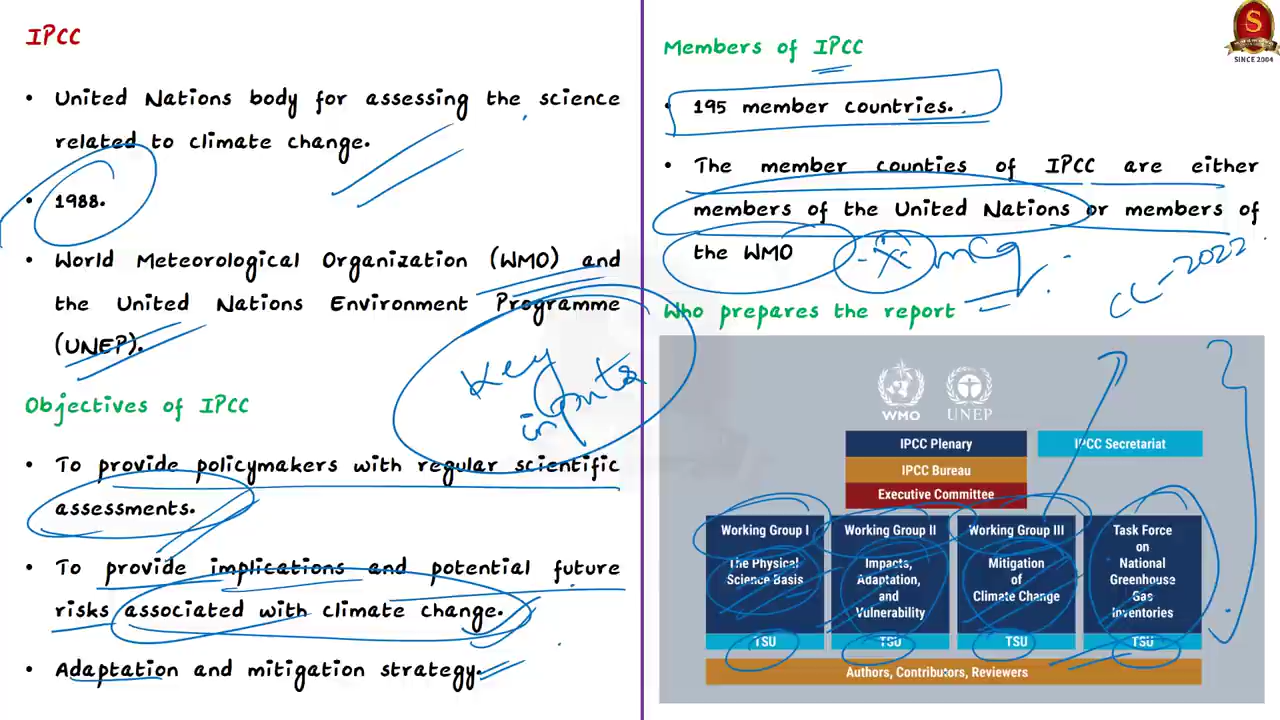 IPCC
• United Nations body for assessing the science
related to climate change.
• 1988.
• World Meteorological Organization (WMO) and
the United Nations Environment Programme
(UNEP).
Key
inputs
Objectives of IPCC
• To provide policymakers with regular scientific
assessments.
• To provide implications and potential future
risks associated with climate change.
• Adaptation and mitigation strategy.
S
SINCE 2004
Members of IPCC
• 195 member countries.
• The member counties of IPCC are either
members of the United Nations or members of
the WMO
mcq
CC - 2022
Who prepares the report
WMO UNEP
IPCC Plenary IPCC Secretariat
IPCC Bureau
Executive Committee
Working Group I Working Group II Working Group III Task Force
on
The Physical Impacts, Mitigation National
Science Basis Adaptation, of Greenhouse
and Climate Change Gas
Vulnerability Inventories
TSU TSU TSU TSU
Authors, Contributors, Reviewers